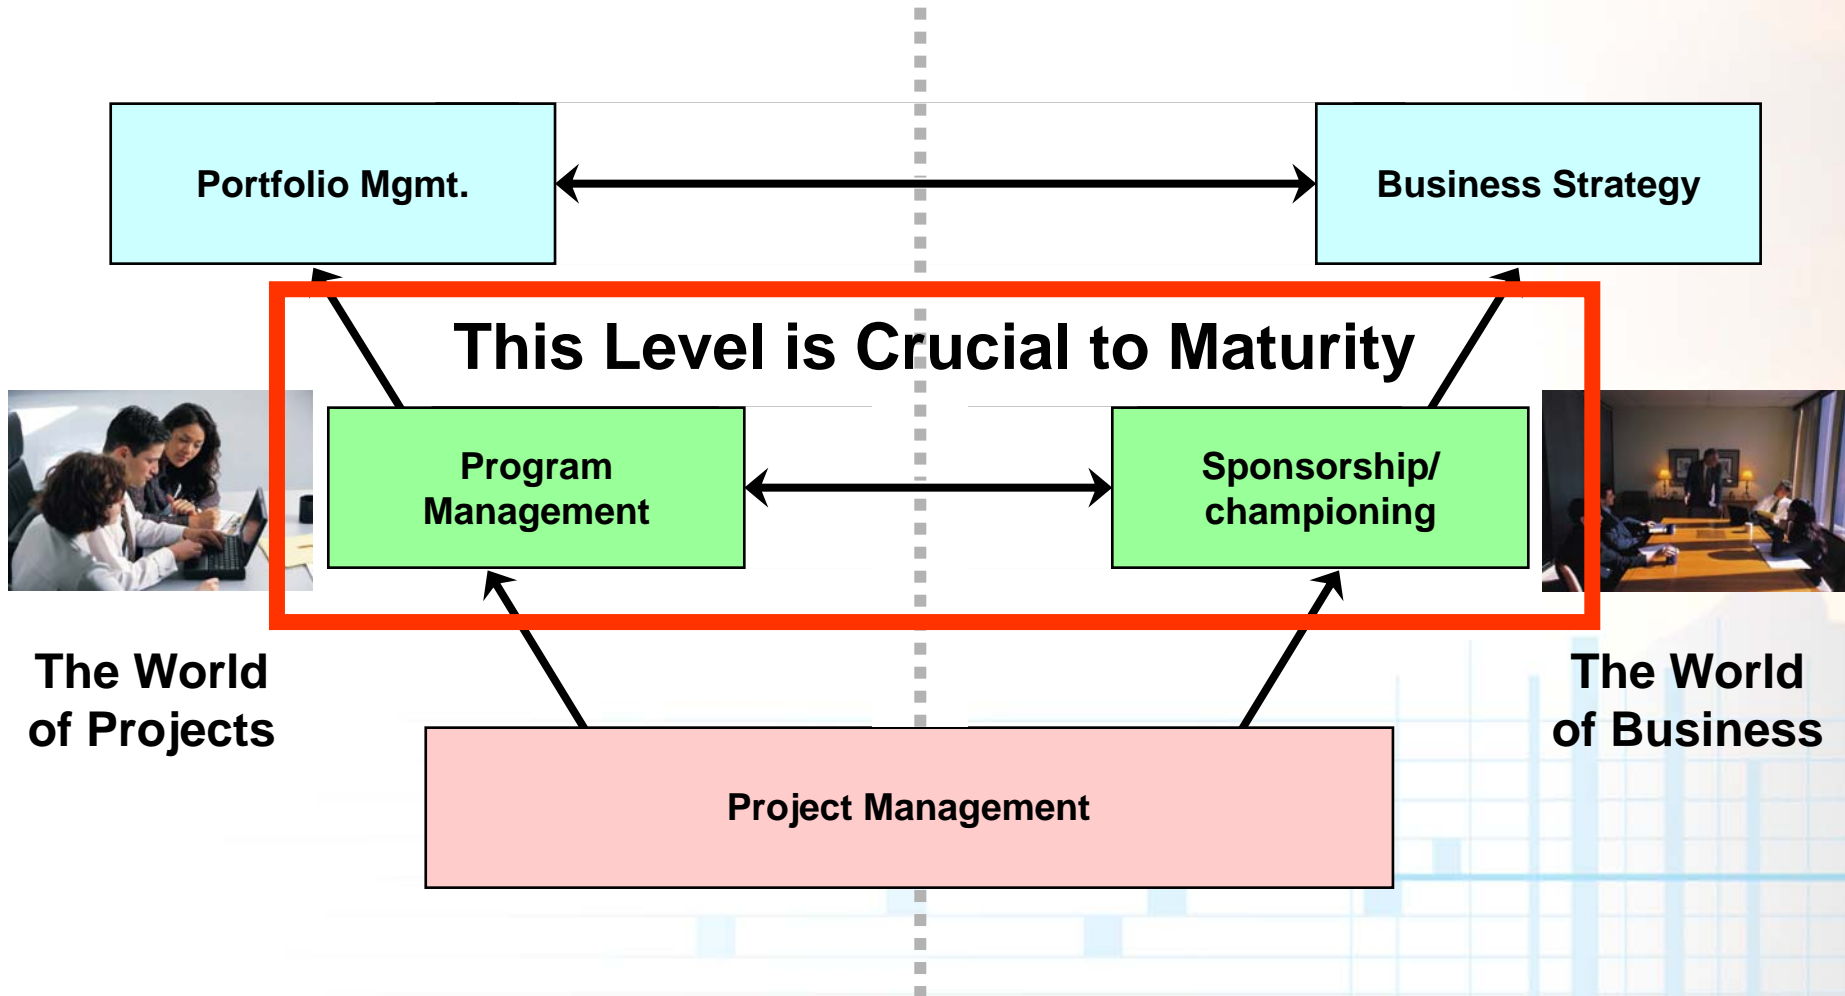 Portfolio Mgmt.
Business Strategy
This Level is Crucial to Maturity
Program
Management
Sponsorship/
championing
The World
of Projects
The World
of Business
Project Management